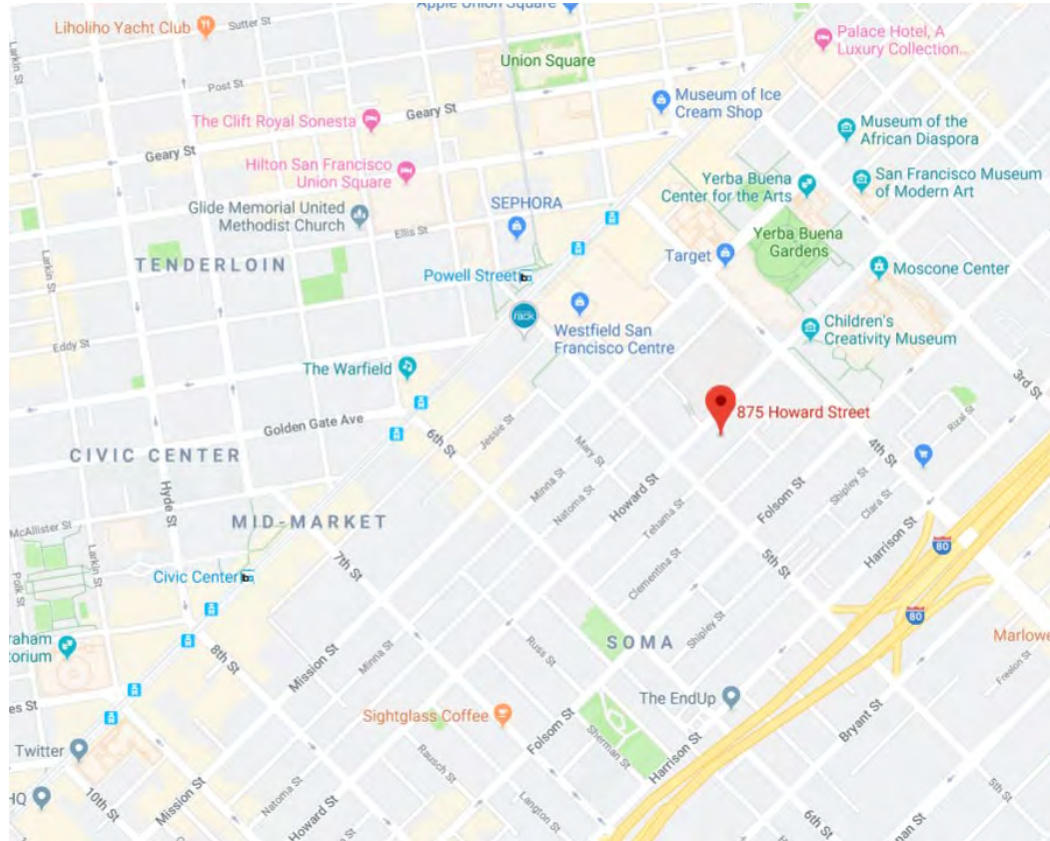 Apple Union Square
Liholiho Yacht Club
Sutter St
Larkin St
Palace Hotel, A
Luxury Collection...
Union Square
Post St
Museum of Ice
Cream Shop
Geary St
The Clift Royal Sonesta
Museum of the
African Diaspora
Geary St
Hilton San Francisco
Union Square
Yerba Buena
Center for the Arts
San Francisco Museum
of Modern Art
SEPHORA
Glide Memorial United
Methodist Church
Ellis St
Yerba Buena
Gardens
Larkin St
TENDERLOIN
Target
Moscone Center
Powell Street
rack
Westfield San
Francisco Centre
Children's
Creativity Museum
Eddy St
The Warfield
3rd St
875 Howard Street
Golden Gate Ave
6th St
Jessie St
Rizal St
CIVIC CENTER
Mary St
4th St
Minna St
Natoma St
Howard St
Folsom St
Shipley St
Clara St
Hyde St
MID-MARKET
Tehama St
Harrison St
McAllister St
80
Larkin St
Polk St
Civic Center
7th St
5th St
Clementina St
80
raham
torium
SOMA
Shipley St
Marlowe
8th St
Mission St
Minna St
Russ St
Freelon St
es St
The EndUp
Sightglass Coffee
Folsom St
Bryant St
Twitter
Sherman St
Harrison St
Rausch St
5th St
HQ
10th St
Mission St
Natoma St
Howard St
Langton St
6th St
nan St